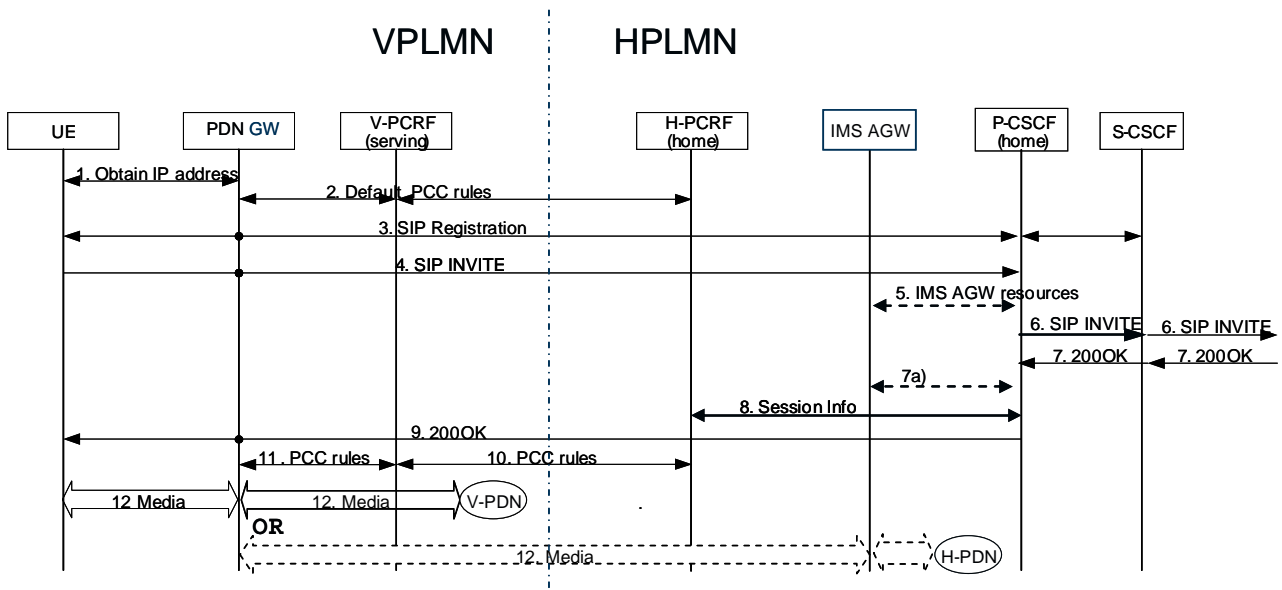 VPLMN
HPLMN
UE
PDN GW
V-PCRF
(serving)
H-PCRF
(home)
IMS AGW
P-CSCF
(home)
S-CSCF
1. Obtain IP address
2. Default PCC rules
3. SIP Registration
4. SIP INVITE
5. IMS AGW resources
6. SIP INVITE
6. SIP INVITE
7. 200OK
7. 200OK
7a)
8. Session Info
9. 200OK
11. PCC rules
10. PCC rules
12 Media
12. Media
V-PDN
OR
12. Media
H-PDN